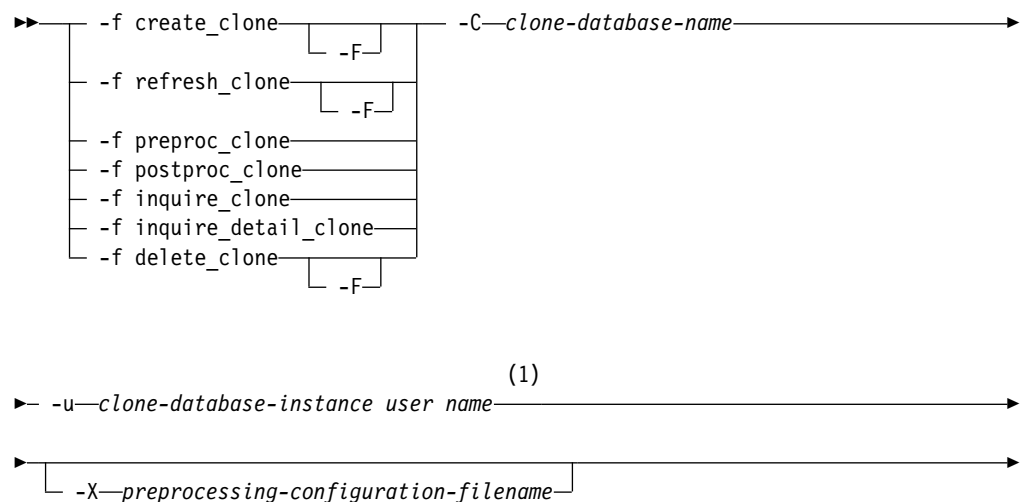 -f create_clone -C clone-database-name
-F
-f refresh_clone
-F
-f preproc_clone
-f postproc_clone
-f inquire_clone
-f inquire_detail_clone
-f delete_clone
-F
(1)
-u clone-database-instance user name
-X preprocessing-configuration-filename